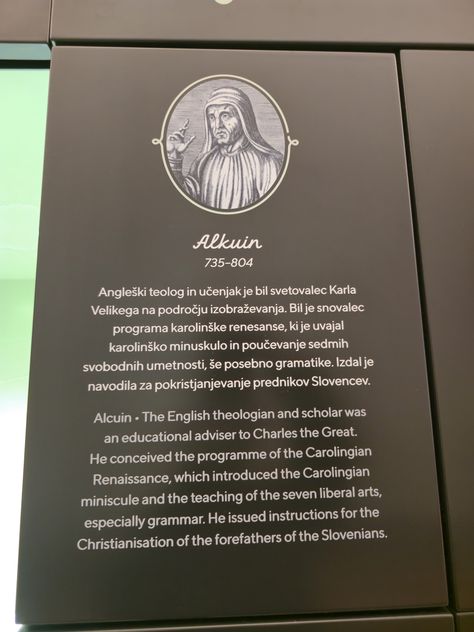 Alkuin
735–804
Angleški teolog in učenjak je bil svetovalec Karla
Velikega na področju izobraževanja. Bil je snovalec
programa karolinške renesanse, ki je uvajal
karolinško minuskulo in poučevanje sedmih
svobodnih umetnosti, še posebno gramatike. Izdal je
navodila za pokristjanjevanje prednikov Slovencev.
Alcuin • The English theologian and scholar was
an educational adviser to Charles the Great.
He conceived the programme of the Carolingian
Renaissance, which introduced the Carolingian
miniscule and the teaching of the seven liberal arts,
especially grammar. He issued instructions for the
Christianisation of the forefathers of the Slovenians.